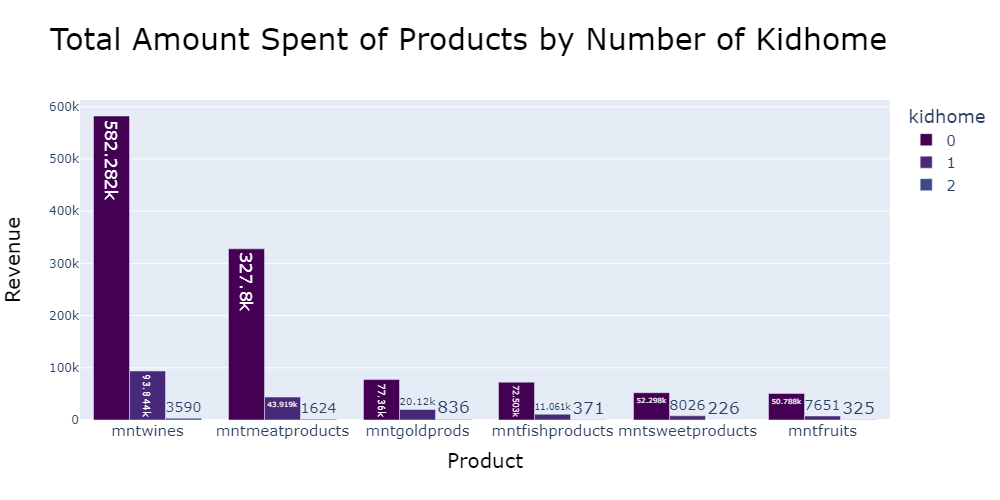 Total Amount Spent of Products by Number of Kidhome
kidhome
0
1
2
Revenue
600k
500k
400k
300k
200k
100k
0
582.282k
93.844k
3590
327.8k
43.919k
1624
77.36k
20.12k
836
72.503k
11.061k
371
52.298k
8026
226
50.788k
7651
325
mntwines
mntmeatproducts
mntgoldprods
mntfishproducts
mntsweetproducts
mntfruits
Product